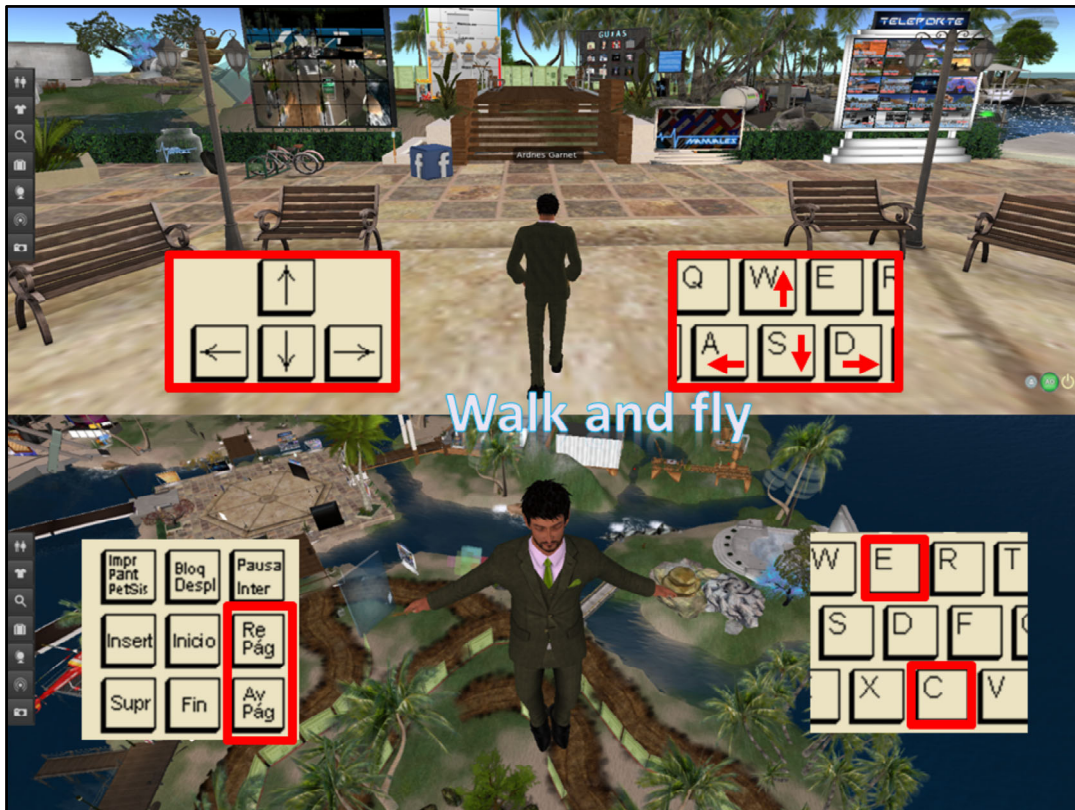 GUIAS
TELEPORTE
MAMALEX
Ardnes Garnet
Q W E R
A S D
Walk and fly
Impr
Pant
PetSis
Bloq
Despl
Pausa
Inter
Insert
Inicio
Re
Pág
Supr
Fin
Av
Pág
W E R T
S D F
X C V